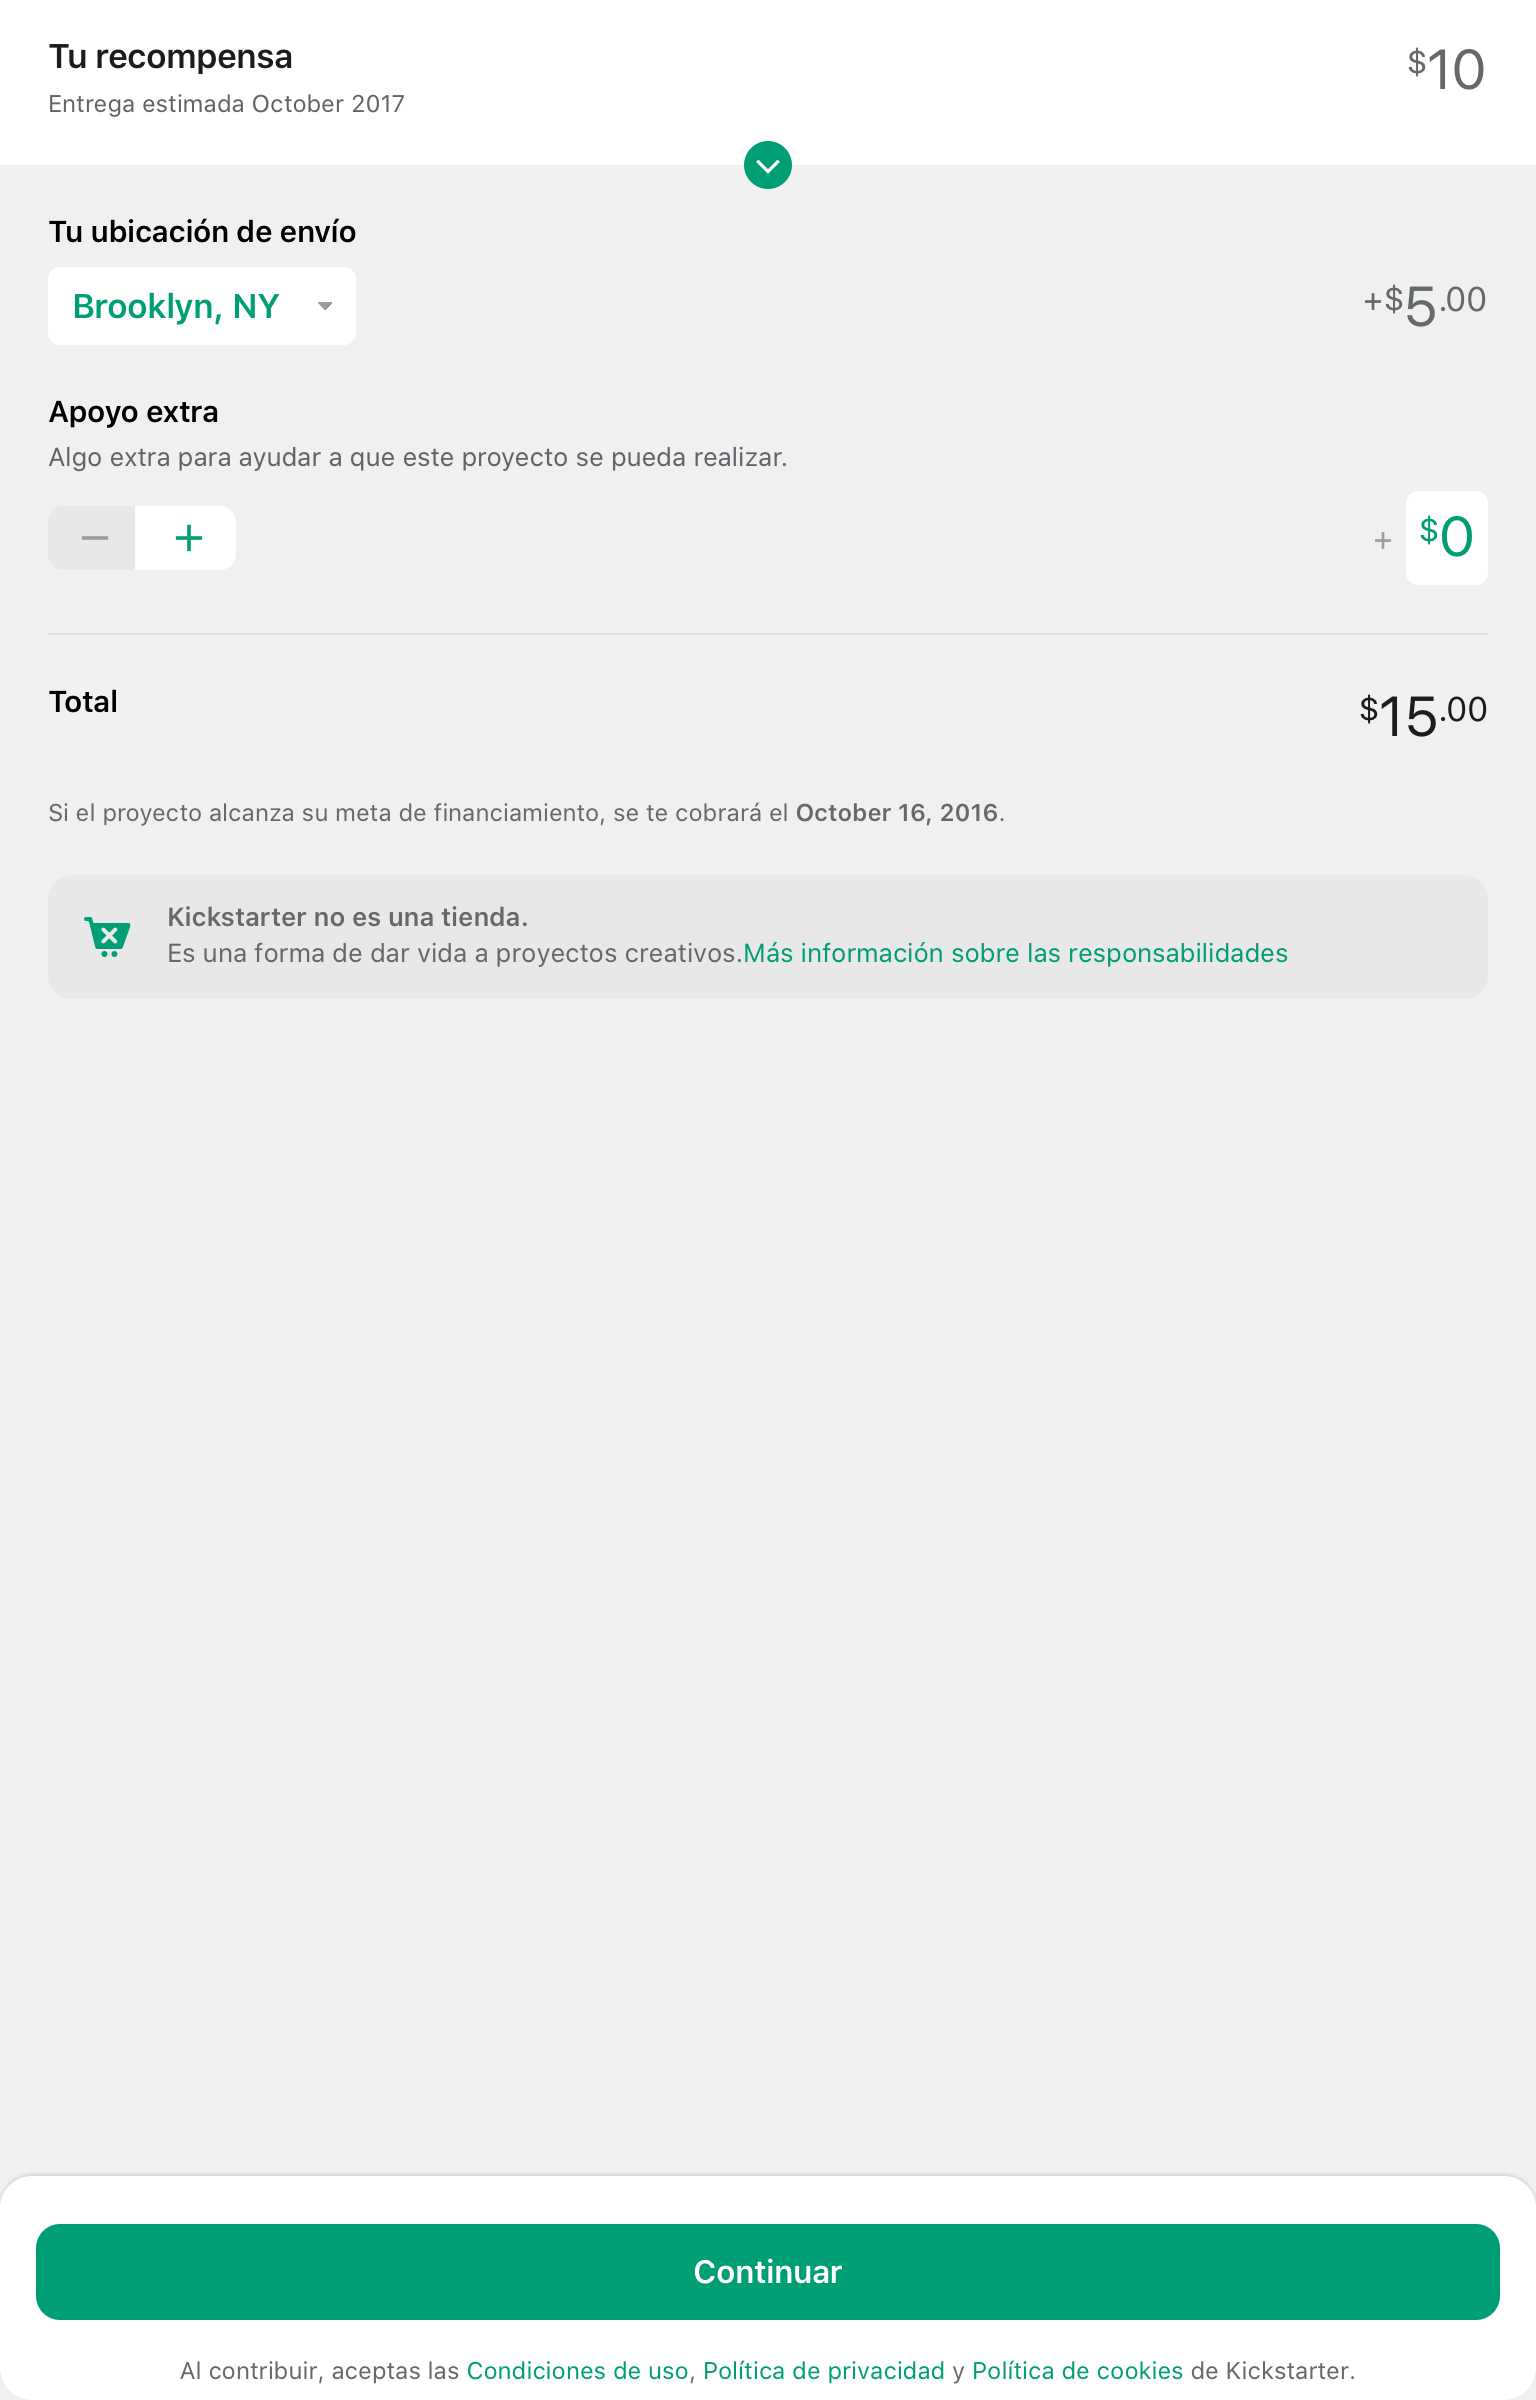 Tu recompensa
$10
Entrega estimada October 2017
Tu ubicación de envío
Brooklyn, NY
+$5.00
Apoyo extra
Algo extra para ayudar a que este proyecto se pueda realizar.
− +
+ $0
Total
$15.00
Si el proyecto alcanza su meta de financiamiento, se te cobrará el October 16, 2016.
Kickstarter no es una tienda.
Es una forma de dar vida a proyectos creativos.Más información sobre las responsabilidades
Continuar
Al contribuir, aceptas las Condiciones de uso, Política de privacidad y Política de cookies de Kickstarter.